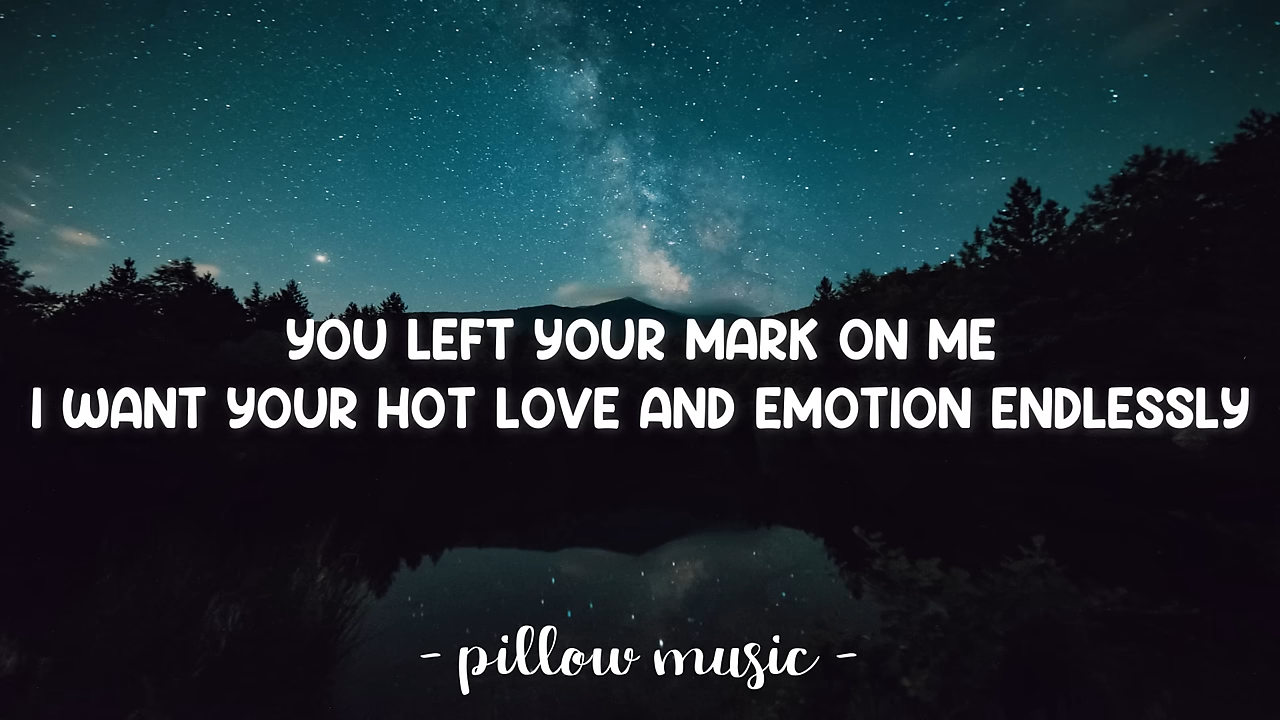 YOU LEFT YOUR MARK ON ME
I WANT YOUR HOT LOVE AND EMOTION ENDLESSLY
- pillow music -